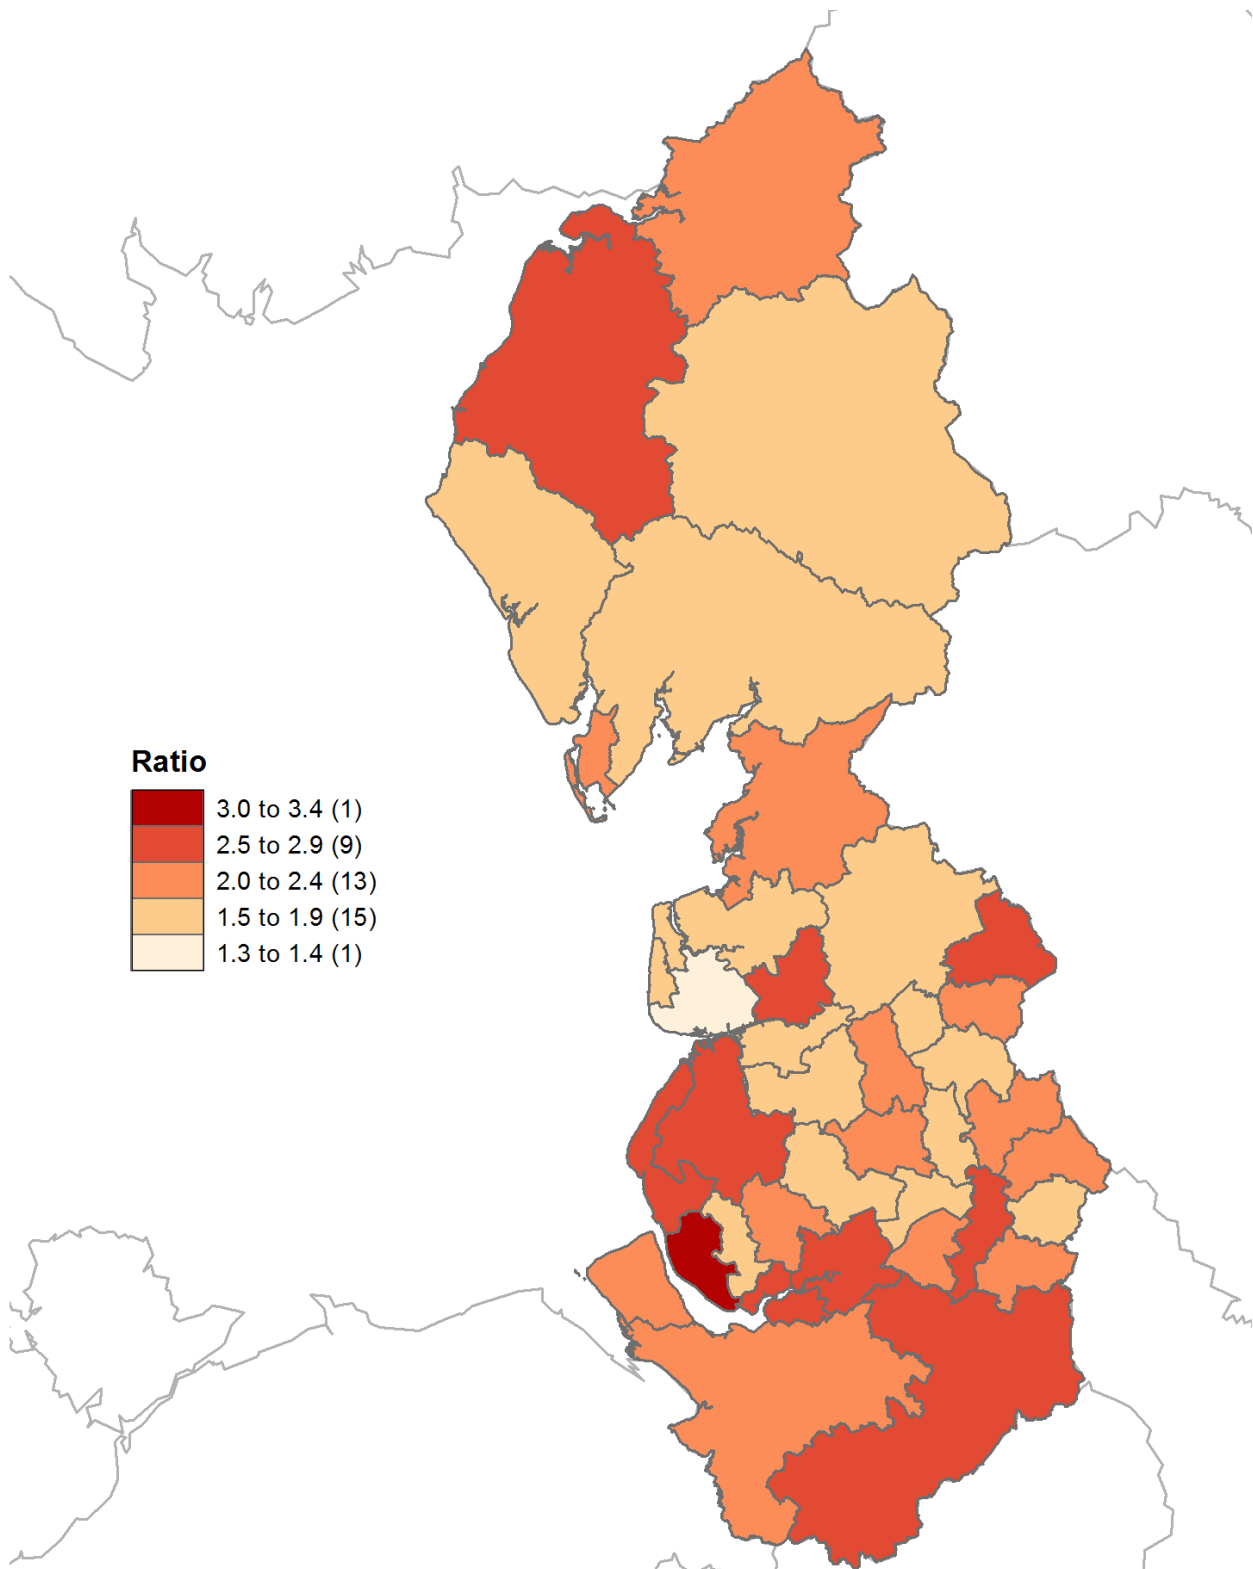 Ratio
3.0 to 3.4 (1)
2.5 to 2.9 (9)
2.0 to 2.4 (13)
1.5 to 1.9 (15)
1.3 to 1.4 (1)